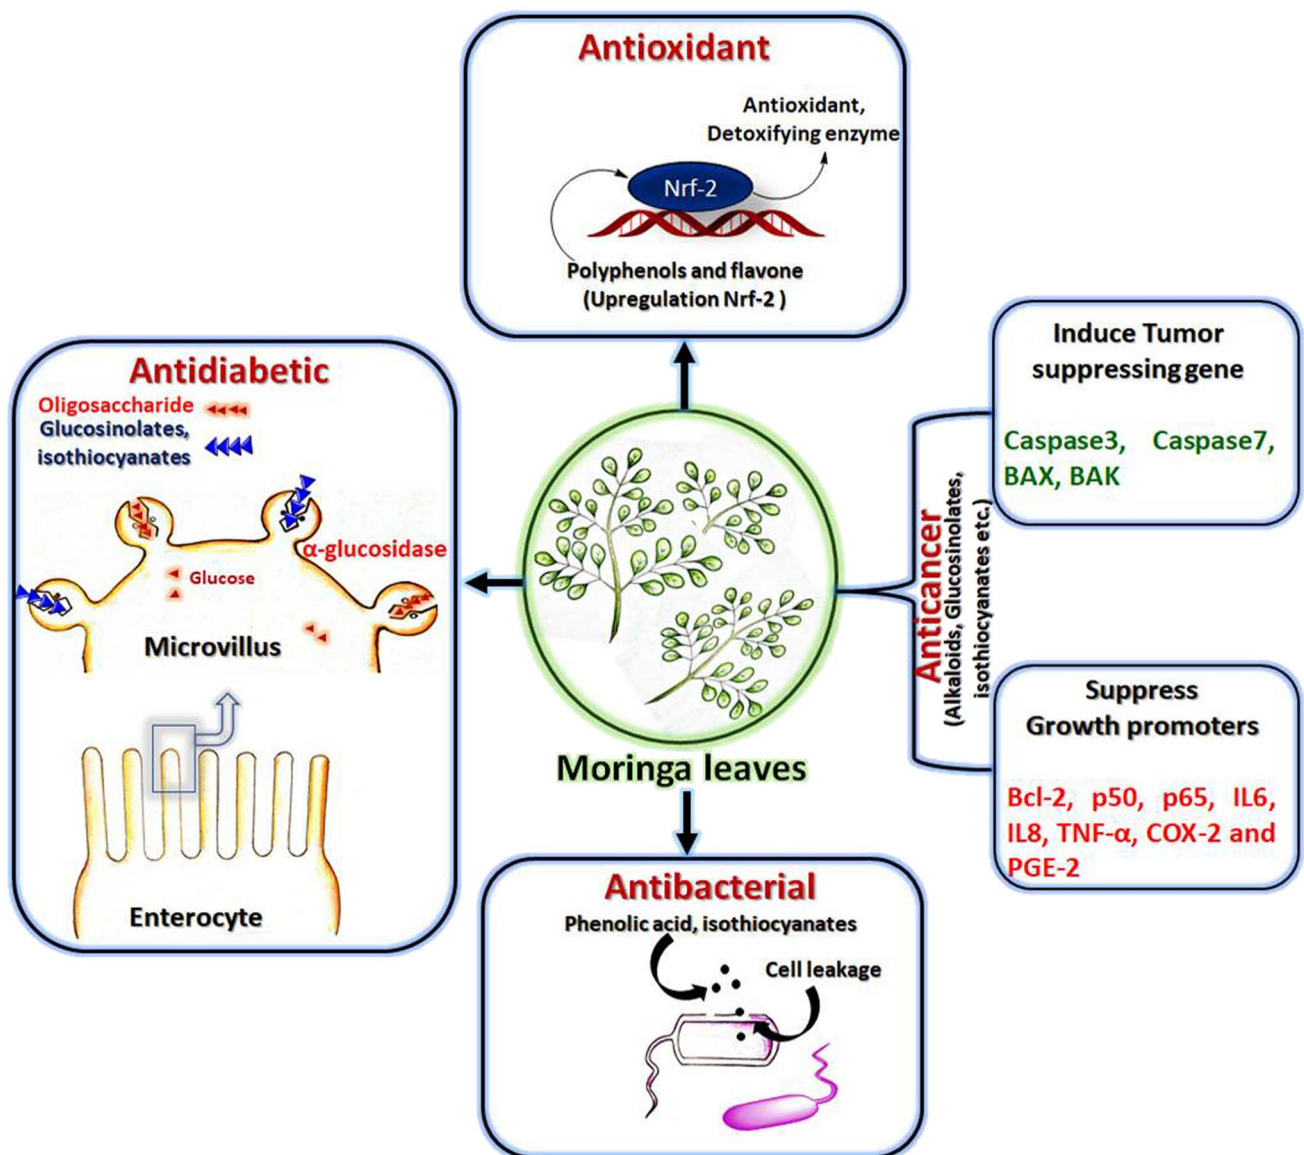 Antioxidant
Antioxidant,
Detoxifying enzyme
Nrf-2
Polyphenols and flavone
(Upregulation Nrf-2 )
Antidiabetic
Oligosaccharide
Glucosinolates,
isothiocyanates
α-glucosidase
Glucose
Microvillus
Enterocyte
Moringa leaves
Anticancer
(Alkaloids, Glucosinolates,
isothiocyanates etc.)
Induce Tumor
suppressing gene
Caspase3, Caspase7,
BAX, BAK
Suppress
Growth promoters
Bcl-2, p50, p65, IL6,
IL8, TNF-α, COX-2 and
PGE-2
Antibacterial
Phenolic acid, isothiocyanates
Cell leakage